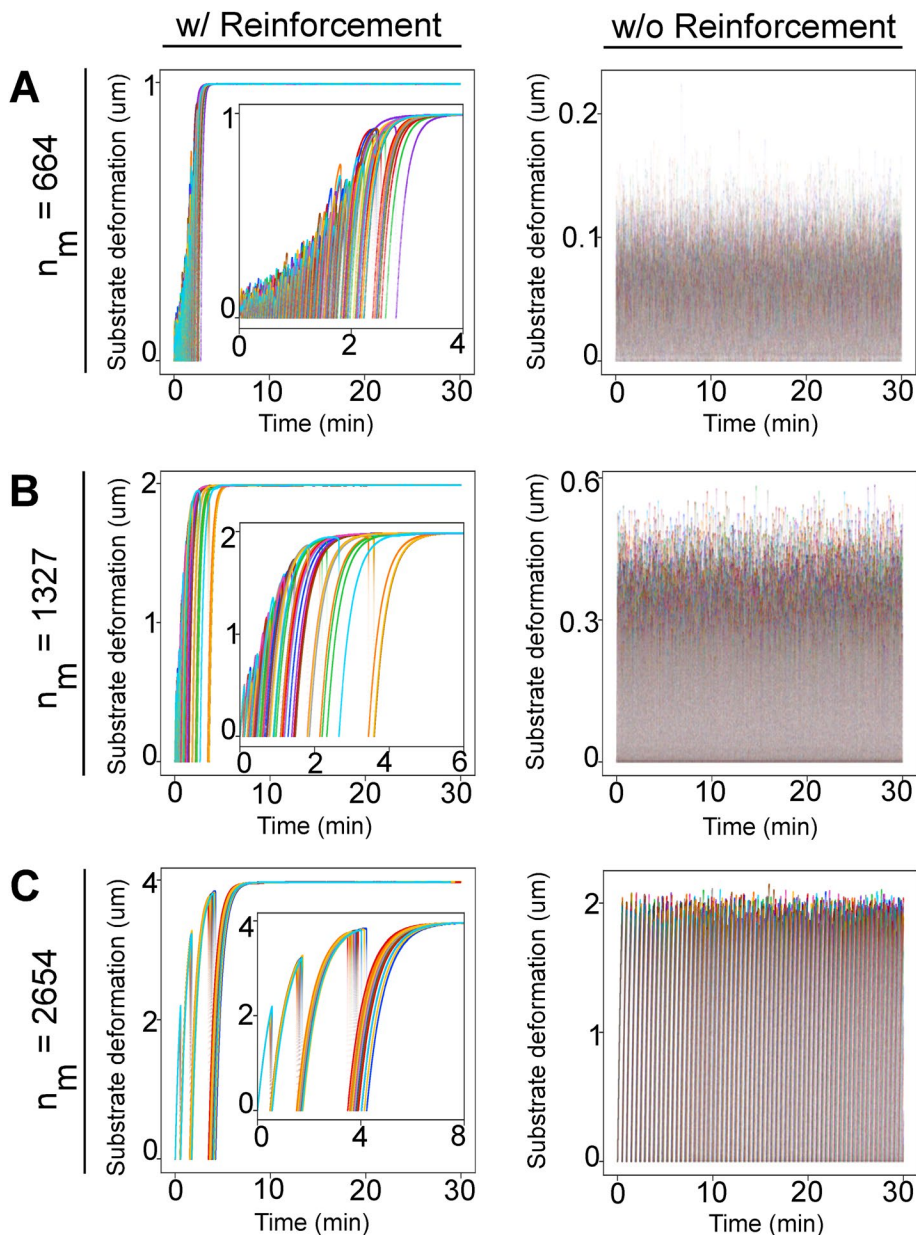 w/ Reinforcement
w/o Reinforcement
A
n_m = 664
Substrate deformation (um)
1
0
0 10 20 30
Time (min)
1
0
0 2 4
Substrate deformation (um)
0.2
0.1
0
0 10 20 30
Time (min)
B
n_m = 1327
Substrate deformation (um)
2
1
0
0 10 20 30
Time (min)
2
1
0
0 2 4 6
Substrate deformation (um)
0.6
0.3
0
0 10 20 30
Time (min)
C
n_m = 2654
Substrate deformation (um)
4
2
0
0 10 20 30
Time (min)
4
2
0
0 4 8
Substrate deformation (um)
2
1
0
0 10 20 30
Time (min)